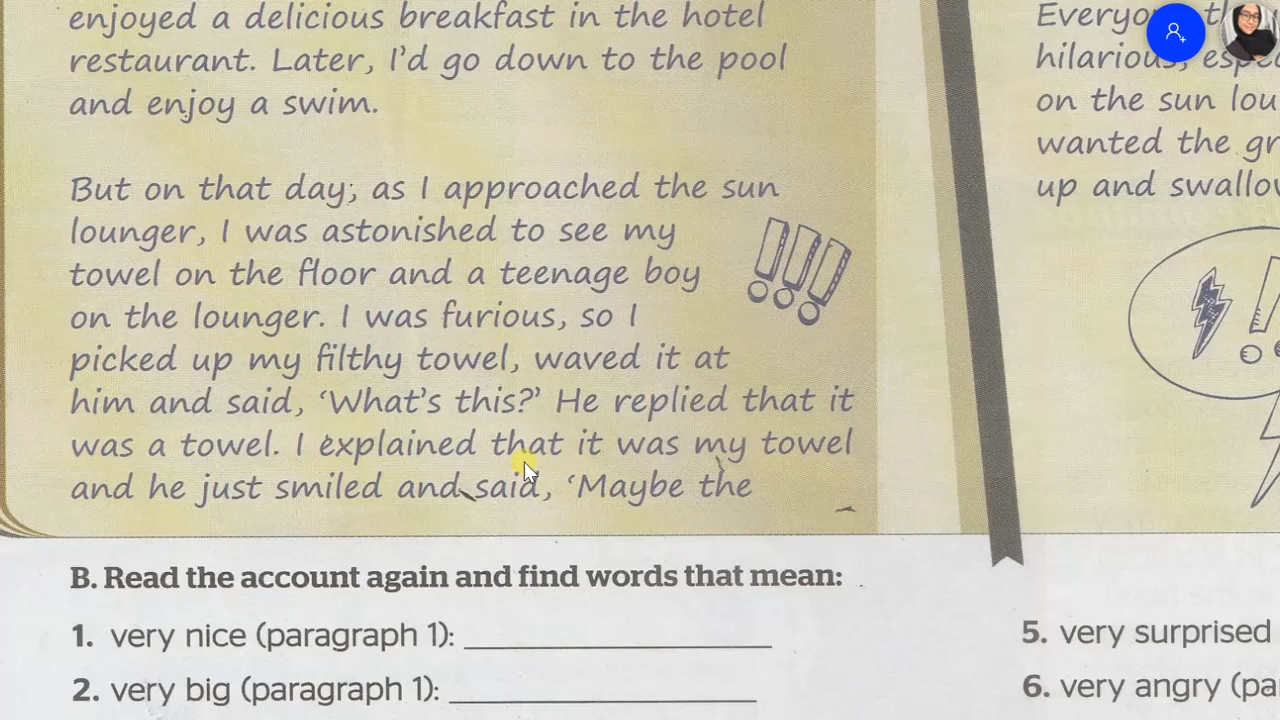 enjoyed a delicious breakfast in the hotel
restaurant. Later, I'd go down to the pool
and enjoy a swim.
But on that day, as I approached the sun
lounger, I was astonished to see my
towel on the floor and a teenage boy
on the lounger. I was furious, so I
picked up my filthy towel, waved it at
him and said, 'What's this?' He replied that it
was a towel. I explained that it was my towel
and he just smiled and said, 'Maybe the
hilarious,
on the sun
wanted the
up and
B. Read the account again and find words that mean:
1. very nice (paragraph 1):
2. very big (paragraph 1):
5. very surprised
6. very angry